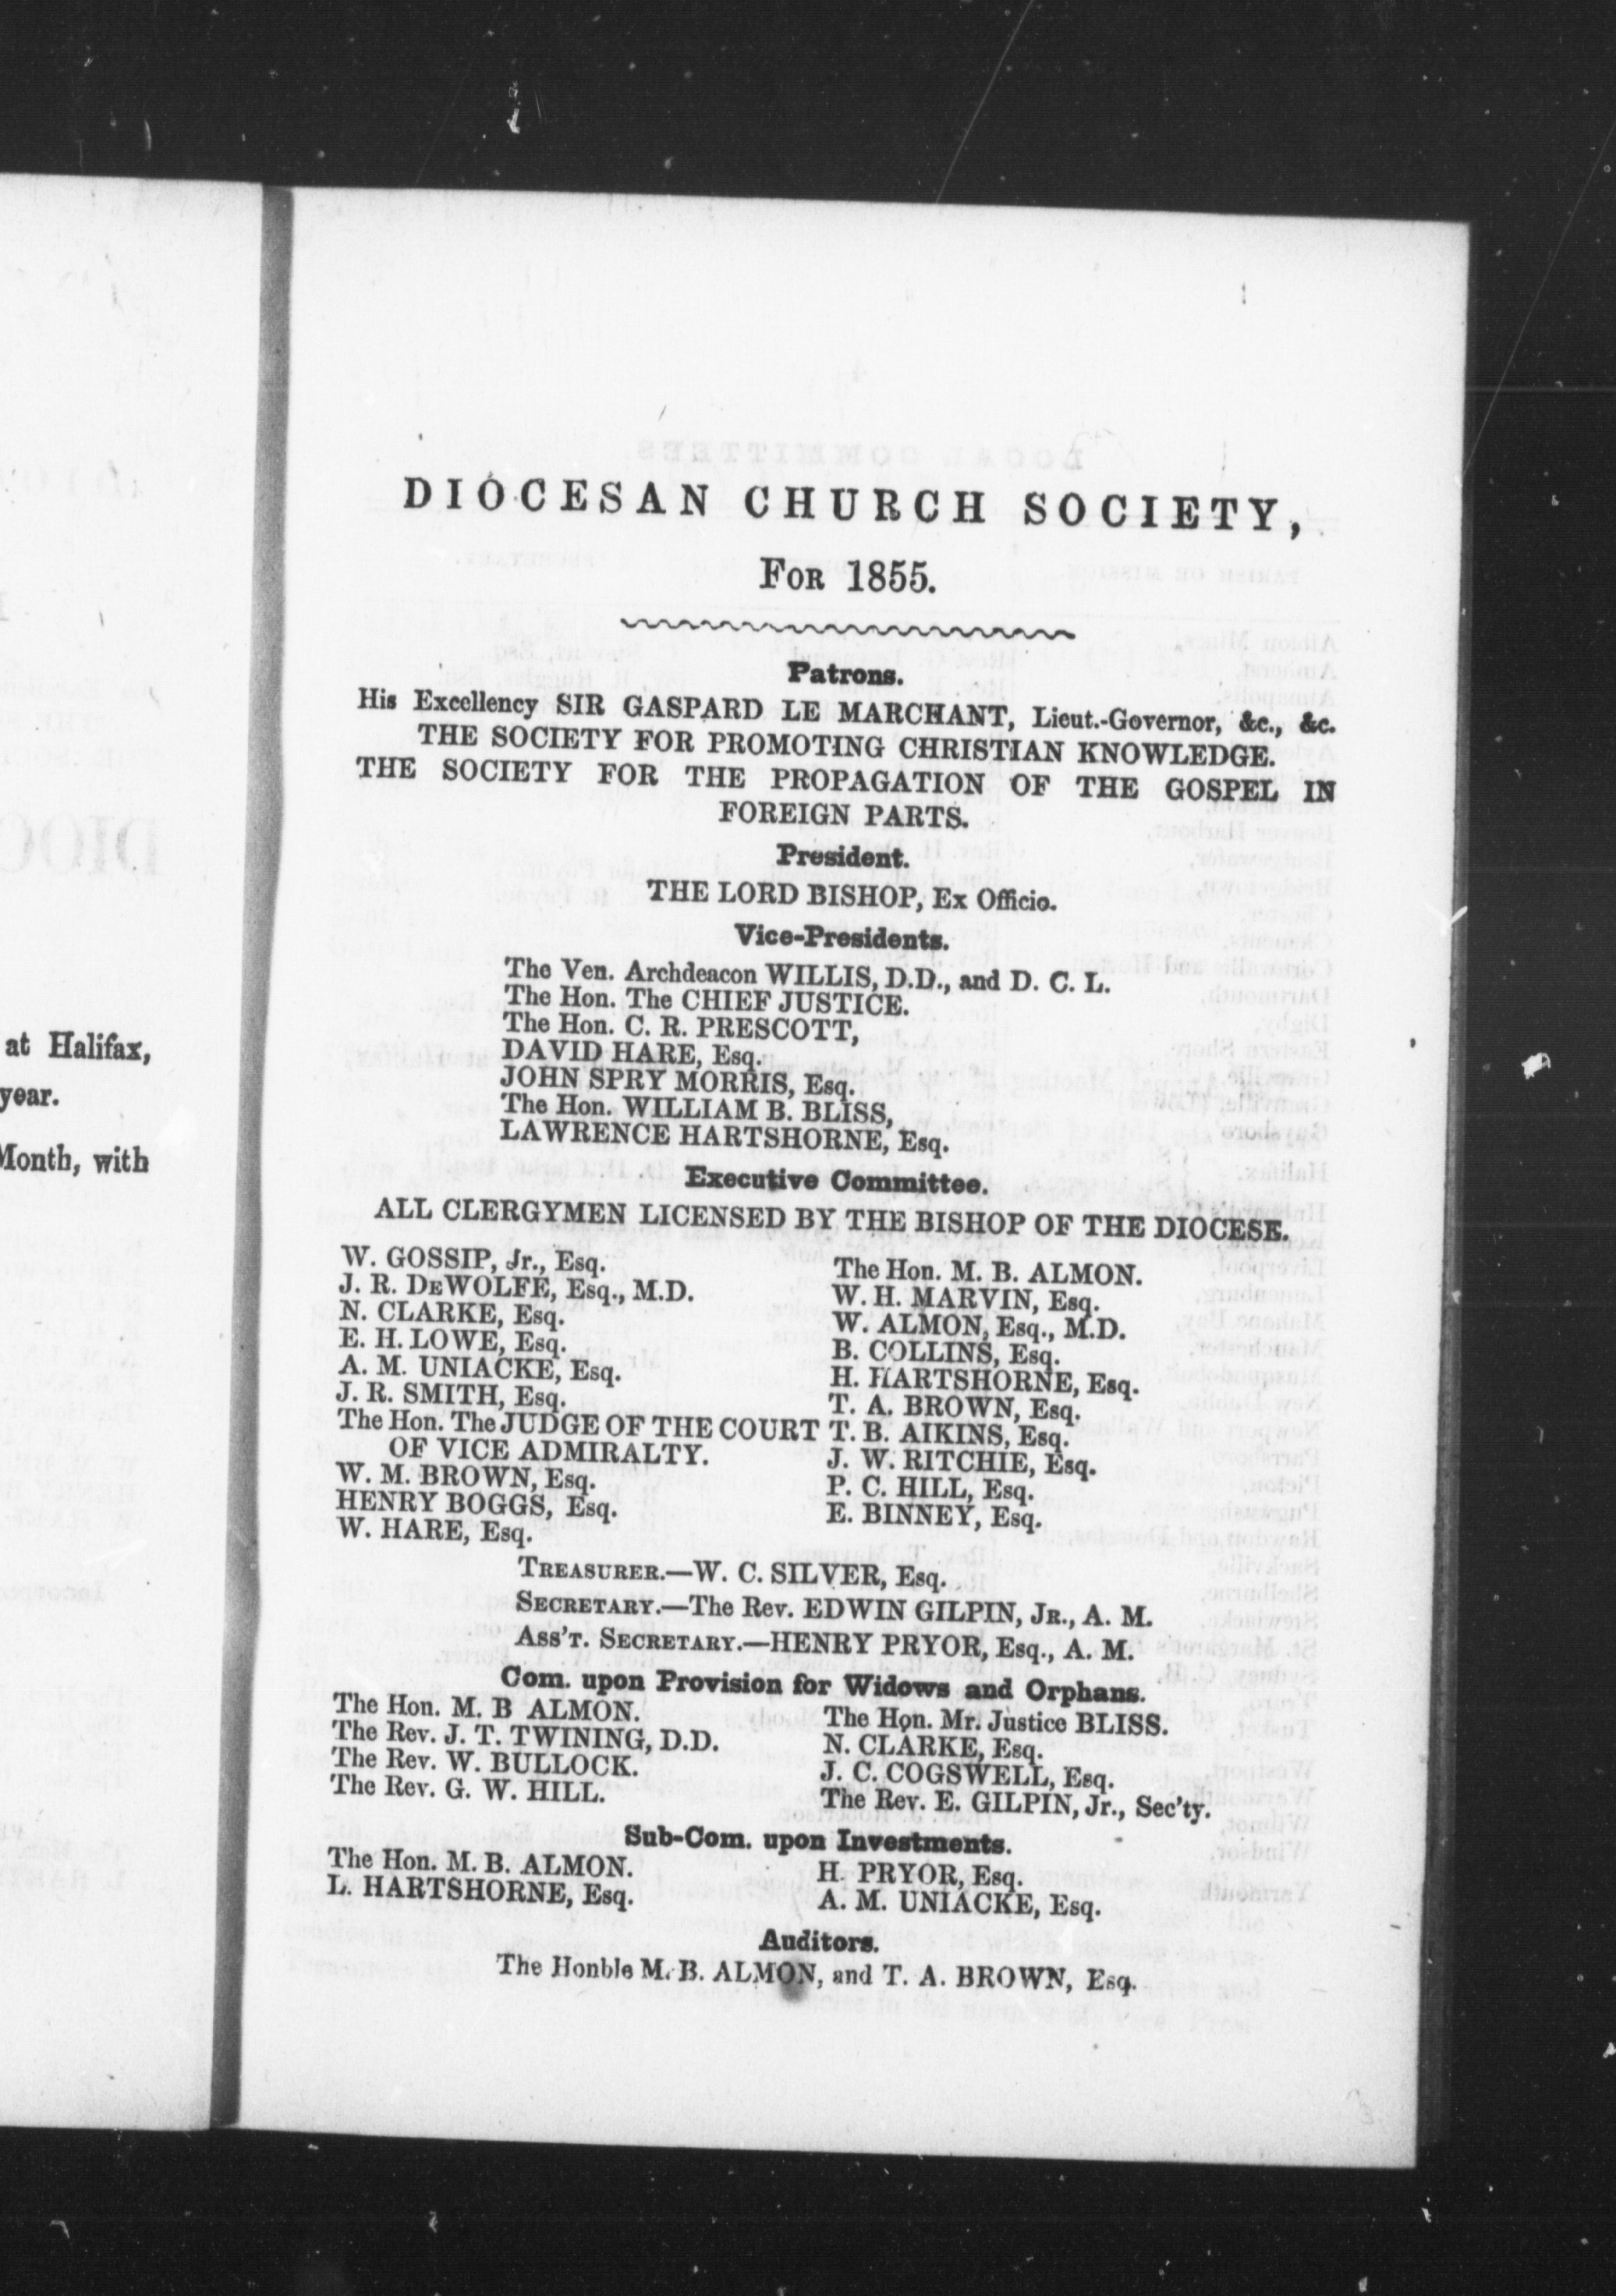 at Halifax,
year.
Month, with
DIOCESAN CHURCH SOCIETY,
FOR 1855.
Patrons.
His Excellency SIR GASPARD LE MARCHANT, Lieut.-Governor, &c., &c.
THE SOCIETY FOR PROMOTING CHRISTIAN KNOWLEDGE.
THE SOCIETY FOR THE PROPAGATION OF THE GOSPEL IN
FOREIGN PARTS.
President.
THE LORD BISHOP, Ex Officio.
Vice-Presidents.
The Ven. Archdeacon WILLIS, D.D., and D. C. L.
The Hon. The CHIEF JUSTICE.
The Hon. C. R. PRESCOTT,
DAVID HARE, Esq.
JOHN SPRY MORRIS, Esq.
The Hon. WILLIAM B. BLISS,
LAWRENCE HARTSHORNE, Esq.
Executive Committee.
ALL CLERGYMEN LICENSED BY THE BISHOP OF THE DIOCESE.
W. GOSSIP, Jr., Esq.
J. R. DEWOLFE, Esq., M.D.
N. CLARKE, Esq.
E. H. LOWE, Esq.
A. M. UNIACKE, Esq.
J. R. SMITH, Esq.
The Hon. The JUDGE OF THE COURT
OF VICE ADMIRALTY.
W. M. BROWN, Esq.
HENRY BOGGS, Esq.
W. HARE, Esq.
The Hon. M. B. ALMON.
W. H. MARVIN, Esq.
W. ALMON, Esq., M.D.
B. COLLINS, Esq.
H. HARTSHORNE, Esq.
T. A. BROWN, Esq.
T. B. AIKINS, Esq.
J. W. RITCHIE, Esq.
P. C. HILL, Esq.
E. BINNEY, Esq.
TREASURER.—W. C. SILVER, Esq.
SECRETARY.—The Rev. EDWIN GILPIN, JR., A. M.
ASS'T. SECRETARY.—HENRY PRYOR, Esq., A. M.
Com. upon Provision for Widows and Orphans.
The Hon. M. B ALMON.
The Rev. J. T. TWINING, D.D.
The Rev. W. BULLOCK.
The Rev. G. W. HILL.
The Hon. Mr. Justice BLISS.
N. CLARKE, Esq.
J. C. COGSWELL, Esq.
The Rev. E. GILPIN, Jr., Sec'ty.
Sub-Com. upon Investments.
The Hon. M. B. ALMON.
L. HARTSHORNE, Esq.
H. PRYOR, Esq.
A. M. UNIACKE, Esq.
Auditors.
The Honble M. B. ALMON, and T. A. BROWN, Esq.